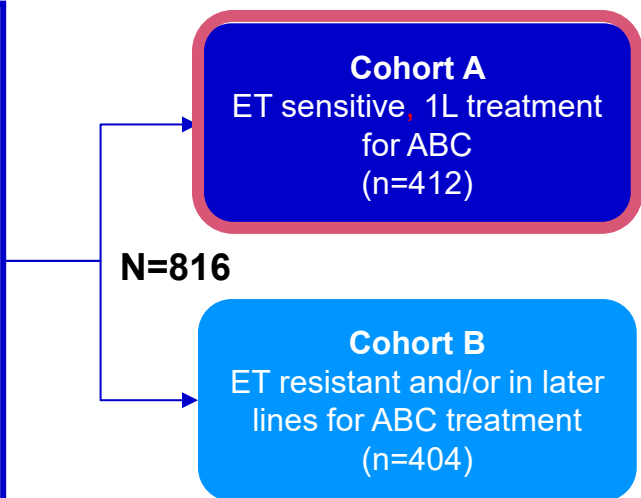 Cohort A
ET sensitive, 1L treatment
for ABC
(n=412)
N=816
Cohort B
ET resistant and/or in later
lines for ABC treatment
(n=404)